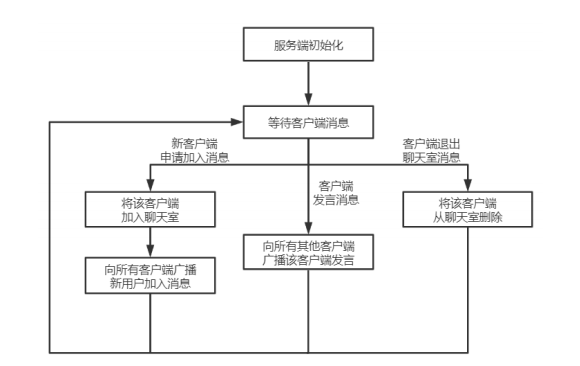 服务端初始化
等待客户端消息
新客户端
申请加入消息
客户端退出
聊天室消息
客户端
发言消息
将该客户端
加入聊天室
将该客户端
从聊天室删除
向所有其他客户端
广播该客户端发言
向所有客户端广播
新用户加入消息